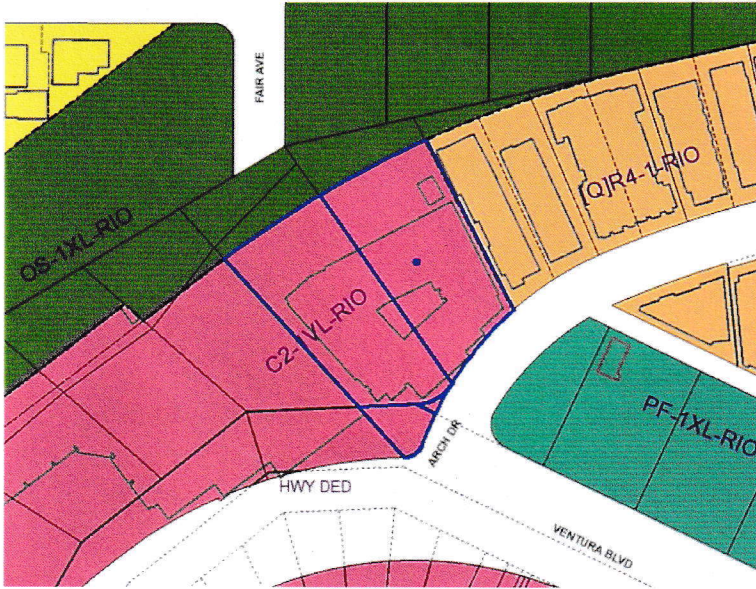 FAIR AVE
[Q]R4-1-RIO
OS-1XL-RIO
C2-1VL-RIO
PF-1XL-RIO
ARCH DR
HWY DED
VENTURA BLVD